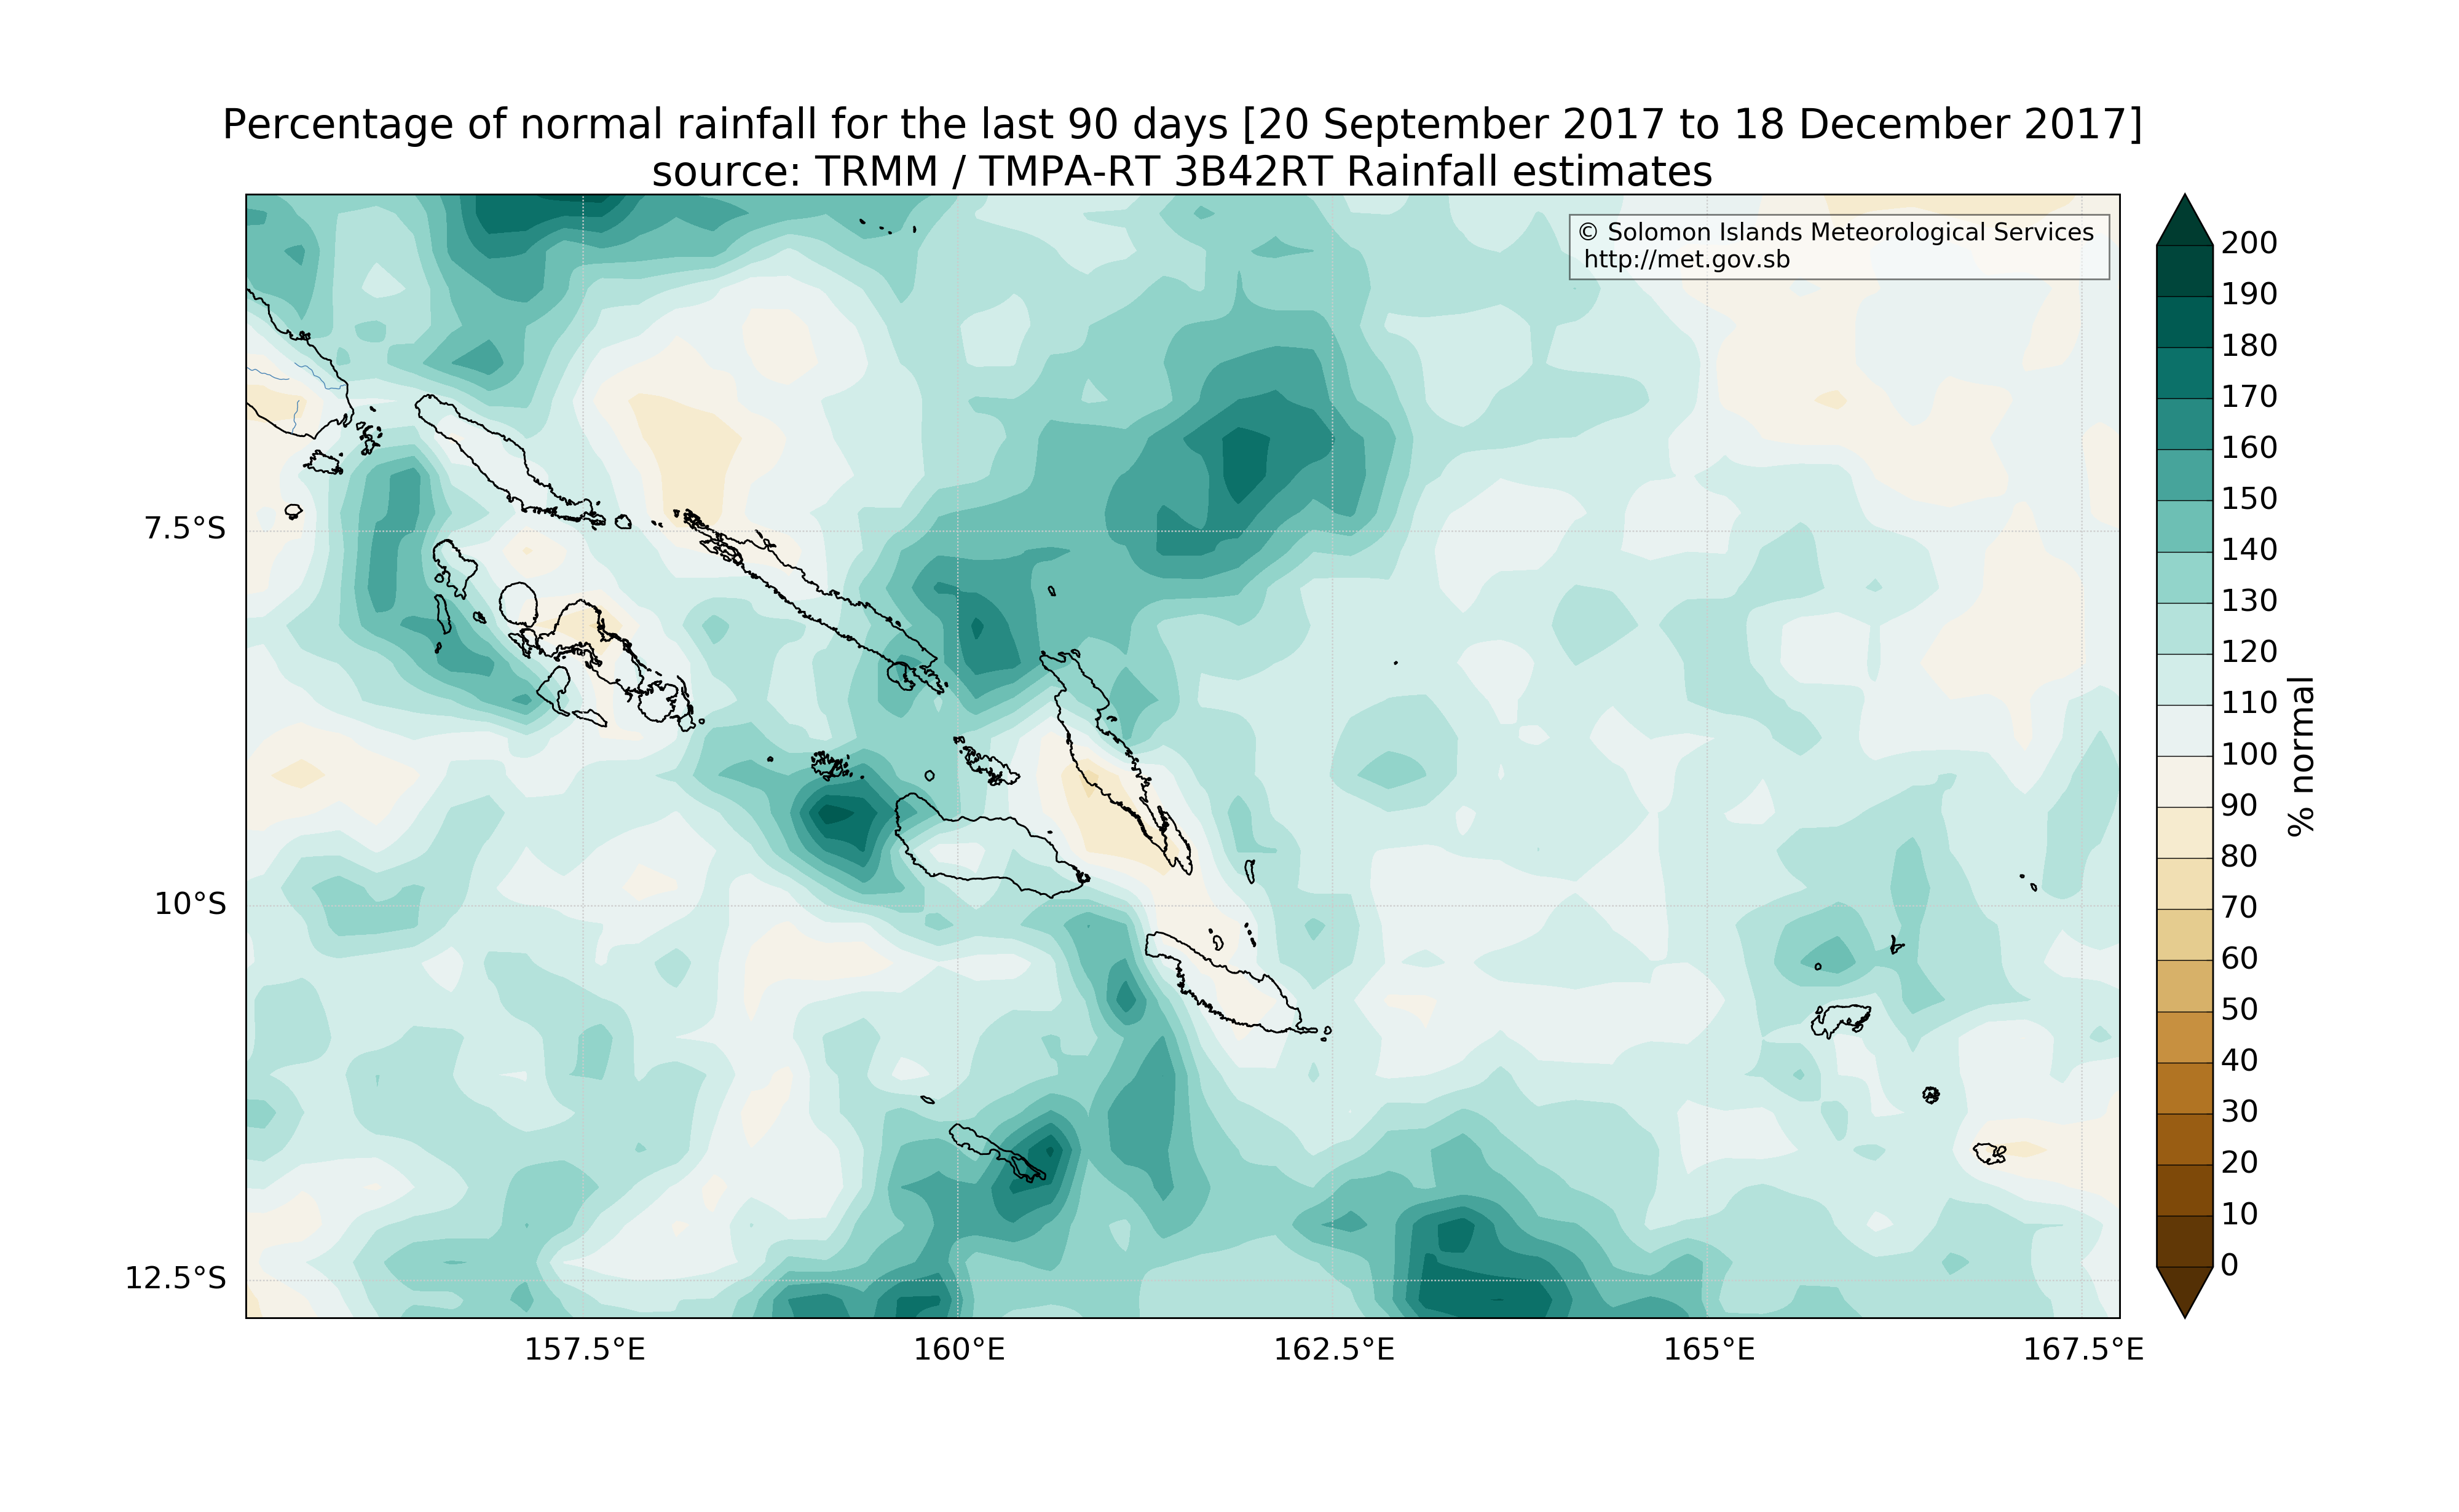 Percentage of normal rainfall for the last 90 days [20 September 2017 to 18 December 2017]
source: TRMM / TMPA-RT 3B42RT Rainfall estimates
© Solomon Islands Meteorological Services
http://met.gov.sb
7.5°S
10°S
12.5°S
157.5°E
160°E
162.5°E
165°E
167.5°E
200
190
180
170
160
150
140
130
120
110
100
90
80
70
60
50
40
30
20
10
0
% normal